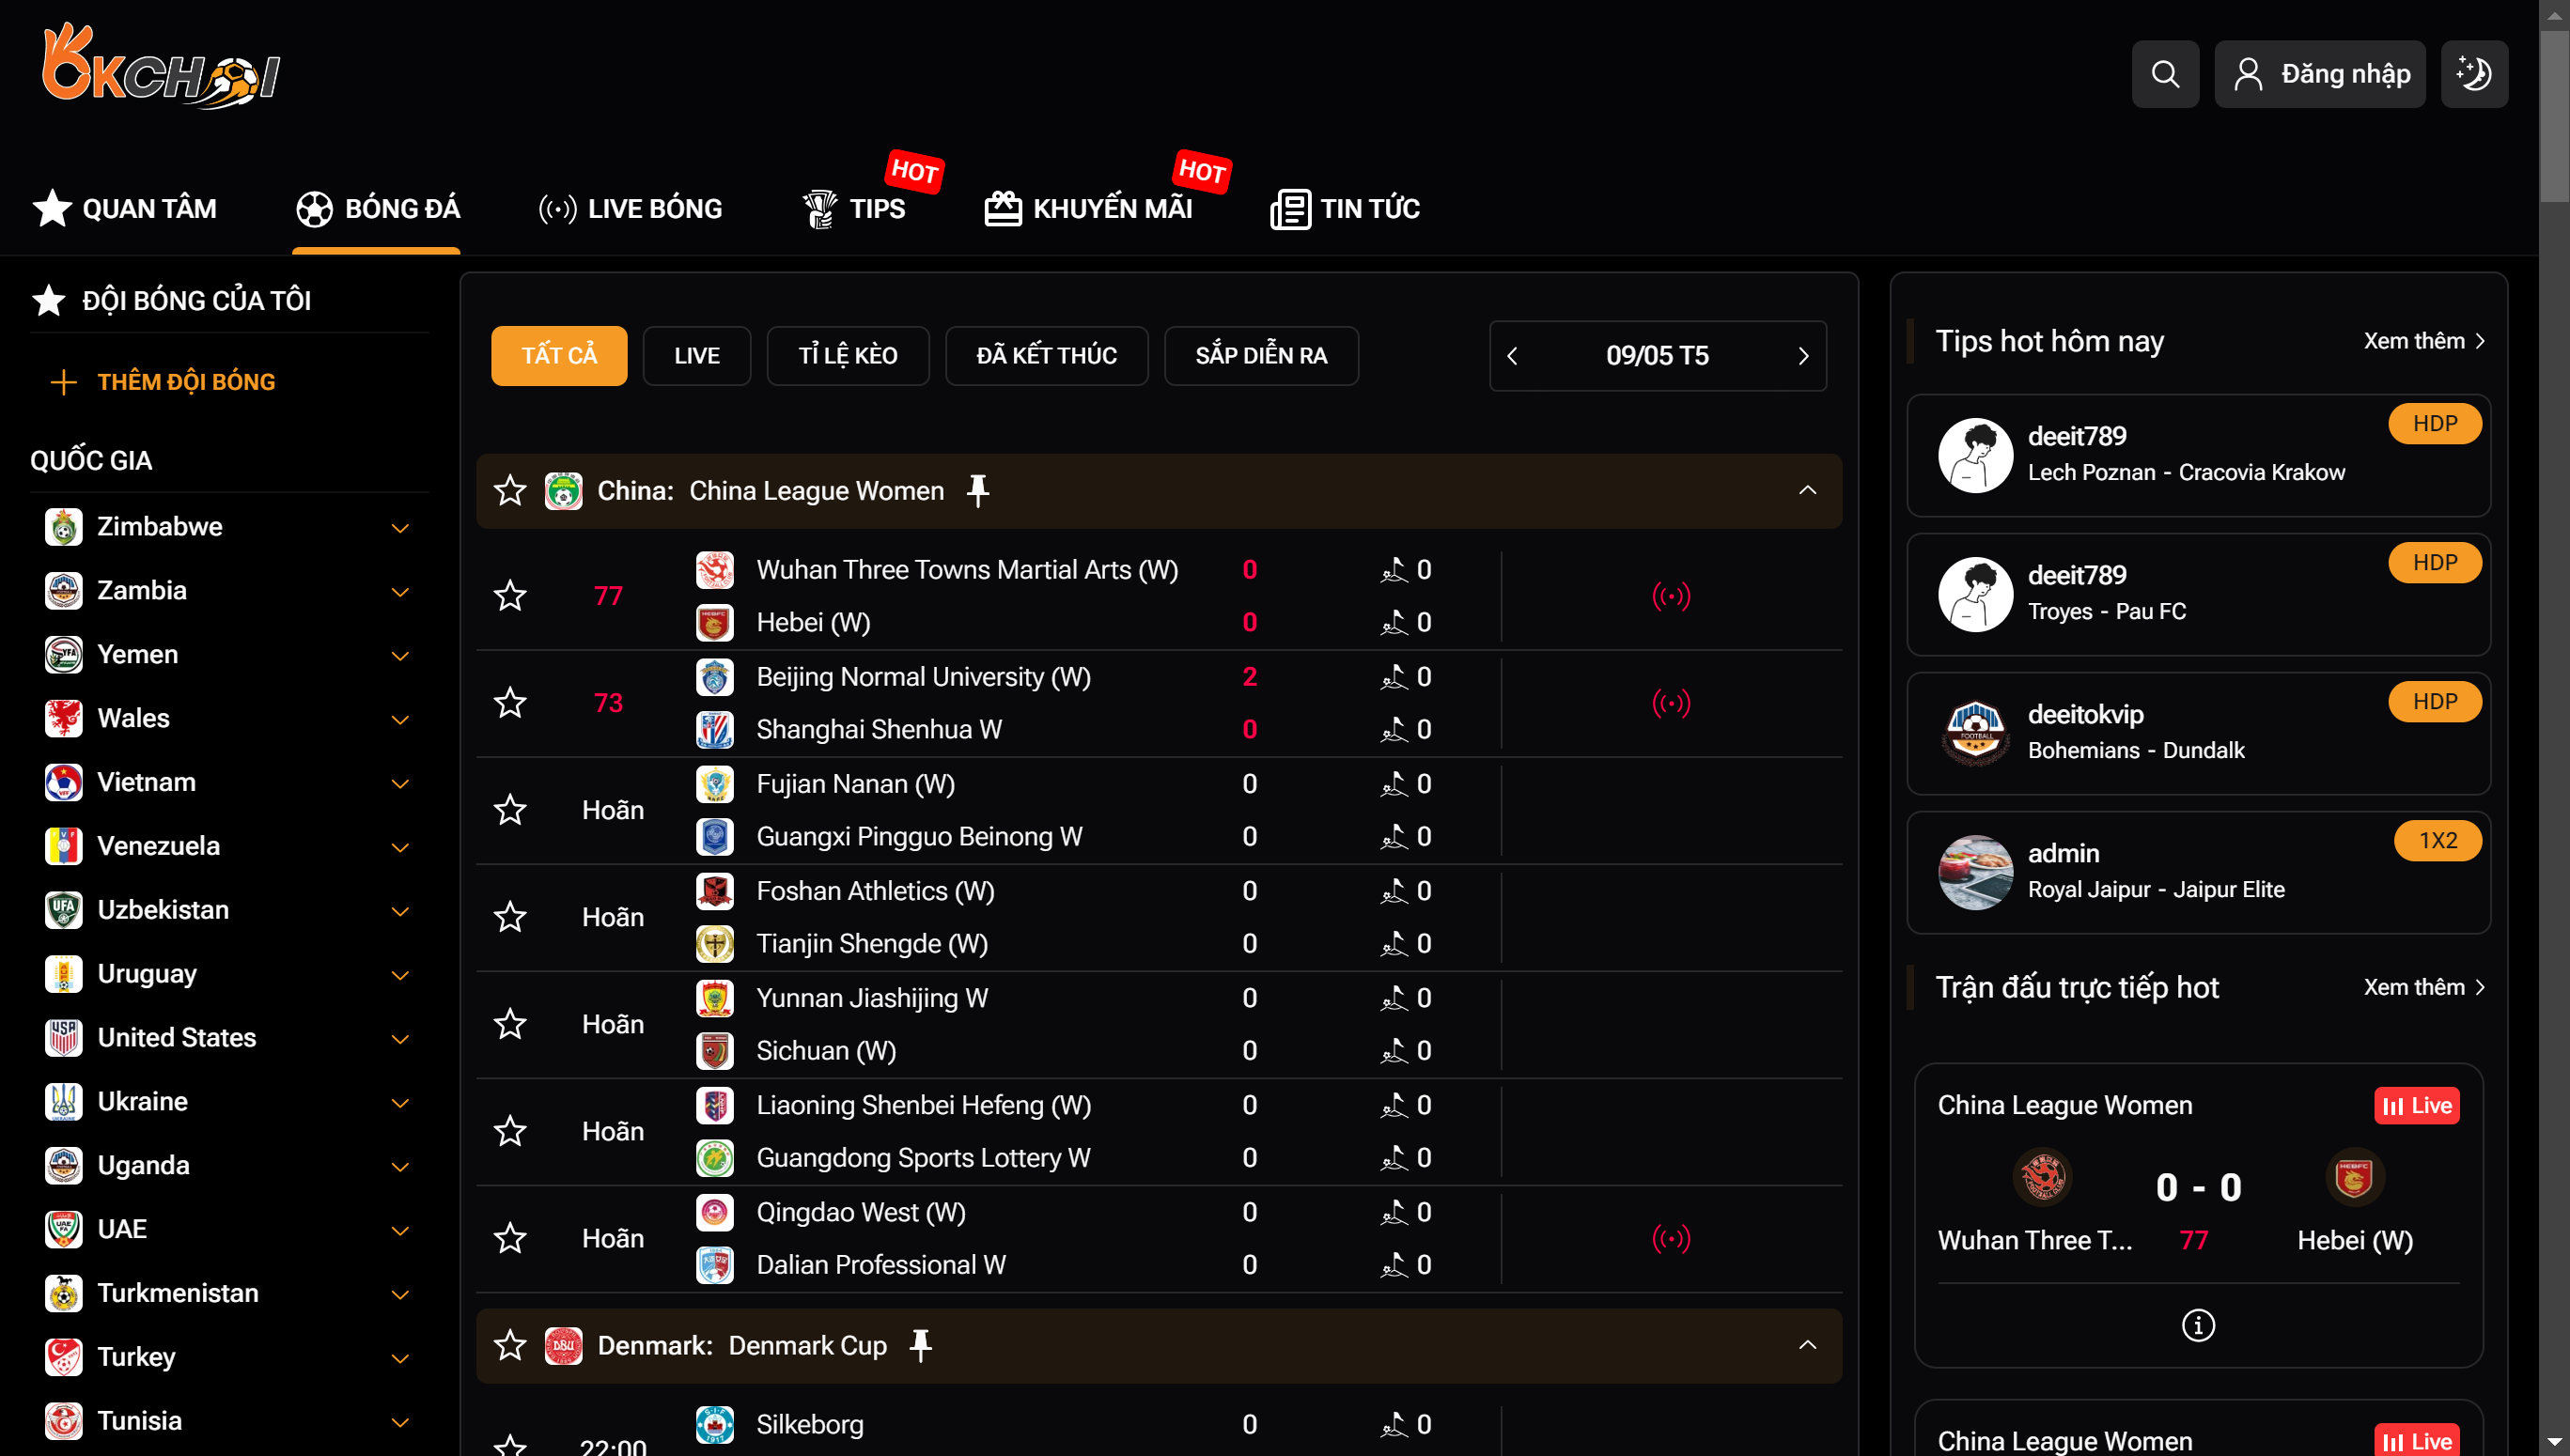 OKCHOI
Đăng nhập
QUAN TÂM
BÓNG ĐÁ
LIVE BÓNG
TIPS
HOT
KHUYẾN MÃI
HOT
TIN TỨC
ĐỘI BÓNG CỦA TÔI
THÊM ĐỘI BÓNG
QUỐC GIA
Zimbabwe
Zambia
Yemen
Wales
Vietnam
Venezuela
Uzbekistan
Uruguay
United States
Ukraine
Uganda
UAE
Turkmenistan
Turkey
Tunisia
TẤT CẢ
LIVE
TỈ LỆ KÈO
ĐÃ KẾT THÚC
SẮP DIỄN RA
09/05 T5
China: China League Women
77
Wuhan Three Towns Martial Arts (W) 0 0
Hebei (W) 0 0
73
Beijing Normal University (W) 2 0
Shanghai Shenhua W 0 0
Hoãn
Fujian Nanan (W) 0 0
Guangxi Pingguo Beinong W 0 0
Hoãn
Foshan Athletics (W) 0 0
Tianjin Shengde (W) 0 0
Hoãn
Yunnan Jiashijing W 0 0
Sichuan (W) 0 0
Hoãn
Liaoning Shenbei Hefeng (W) 0 0
Guangdong Sports Lottery W 0 0
Hoãn
Qingdao West (W) 0 0
Dalian Professional W 0 0
Denmark: Denmark Cup
22:00
Silkeborg 0 0
Tips hot hôm nay
Xem thêm
deeit789
HDP
Lech Poznan - Cracovia Krakow
deeit789
HDP
Troyes - Pau FC
deeitokvip
HDP
Bohemians - Dundalk
admin
1X2
Royal Jaipur - Jaipur Elite
Trận đấu trực tiếp hot
Xem thêm
China League Women
Live
0 - 0
Wuhan Three T... 77 Hebei (W)
China League Women
Live